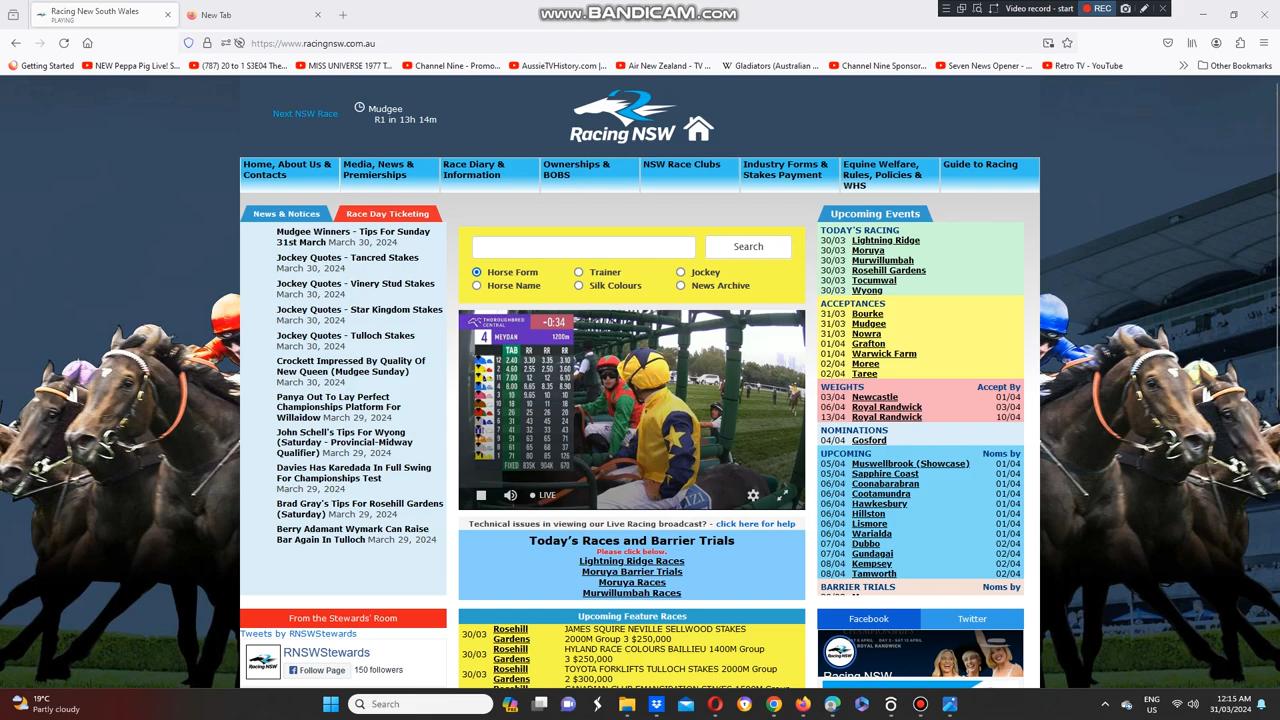 Racing New South Wales
PLAYING
New Tab
www.BANDICAM.com
Video record - start
REC
https://www.racingnsw.com.au
Getting Started
NEW Peppa Pig Live! S...
(787) 20 to 1 S3E04 The...
MISS UNIVERSE 1977 T...
Channel Nine - Promo...
AussieTVHistory.com |...
Air New Zealand - TV ...
Gladiators (Australian ...
Channel Nine Sponsor...
Seven News Opener - ...
Retro TV - YouTube
Other Bookmarks
Next NSW Race
Mudgee
R1 in 13h 14m
Racing NSW
Home, About Us & Contacts
Media, News & Premierships
Race Diary & Information
Ownerships & BOBS
NSW Race Clubs
Industry Forms & Stakes Payment
Equine Welfare, Rules, Policies & WHS
Guide to Racing
News & Notices
Race Day Ticketing
Mudgee Winners - Tips For Sunday
31st March March 30, 2024
Jockey Quotes - Tancred Stakes
March 30, 2024
Jockey Quotes - Vinery Stud Stakes
March 30, 2024
Jockey Quotes - Star Kingdom Stakes
March 30, 2024
Jockey Quotes - Tulloch Stakes
March 30, 2024
Crockett Impressed By Quality Of
New Queen (Mudgee Sunday)
March 30, 2024
Panya Out To Lay Perfect
Championships Platform For
Willaidow March 29, 2024
John Schell's Tips For Wyong
(Saturday - Provincial-Midway
Qualifier) March 29, 2024
Davies Has Karedada In Full Swing
For Championships Test
March 29, 2024
Brad Gray's Tips For Rosehill Gardens
(Saturday) March 29, 2024
Berry Adamant Wymark Can Raise
Bar Again In Tulloch March 29, 2024
Search
Horse Form
Trainer
Jockey
Horse Name
Silk Colours
News Archive
THOROUGHBRED
CENTRAL
-0:34
4 MEYDAN 1200m
TAB RR RR RR
LIVE
Technical issues in viewing our Live Racing broadcast? - click here for help
Today's Races and Barrier Trials
Please click below.
Lightning Ridge Races
Moruya Barrier Trials
Moruya Races
Murwillumbah Races
Upcoming Feature Races
30/03 Rosehill Gardens JAMES SQUIRE NEVILLE SELLWOOD STAKES
2000M Group 3 $250,000
30/03 Rosehill Gardens HYLAND RACE COLOURS BAILLIEU 1400M Group
3 $250,000
30/03 Rosehill Gardens TOYOTA FORKLIFTS TULLOCH STAKES 2000M Group
2 $300,000
Upcoming Events
TODAY'S RACING
30/03 Lightning Ridge
30/03 Moruya
30/03 Murwillumbah
30/03 Rosehill Gardens
30/03 Tocumwal
30/03 Wyong
ACCEPTANCES
31/03 Bourke
31/03 Mudgee
31/03 Nowra
01/04 Grafton
01/04 Warwick Farm
02/04 Moree
02/04 Taree
WEIGHTS Accept By
03/04 Newcastle 01/04
06/04 Royal Randwick 03/04
13/04 Royal Randwick 10/04
NOMINATIONS
04/04 Gosford
UPCOMING Noms by
05/04 Muswellbrook (Showcase) 01/04
05/04 Sapphire Coast 01/04
06/04 Coonabarabran 01/04
06/04 Cootamundra 01/04
06/04 Hawkesbury 01/04
06/04 Hillston 01/04
06/04 Lismore 01/04
06/04 Warialda 01/04
07/04 Dubbo 02/04
07/04 Gundagai 02/04
08/04 Kempsey 02/04
08/04 Tamworth 02/04
BARRIER TRIALS Noms by
From the Stewards' Room
Tweets by RNSWStewards
RNSWStewards
Follow Page
150 followers
Facebook
Twitter
ROYAL RANDWICK
Racing NSW
19°C
Partly cloudy
Search
ENG
US
12:15 AM
31/03/2024